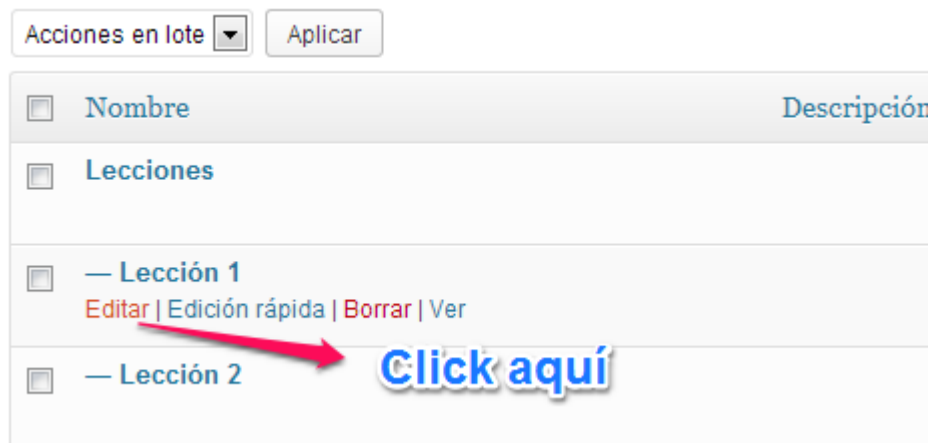 Acciones en lote Aplicar
Nombre Descripción
Lecciones
— Lección 1
Editar | Edición rápida | Borrar | Ver
Click aquí
— Lección 2